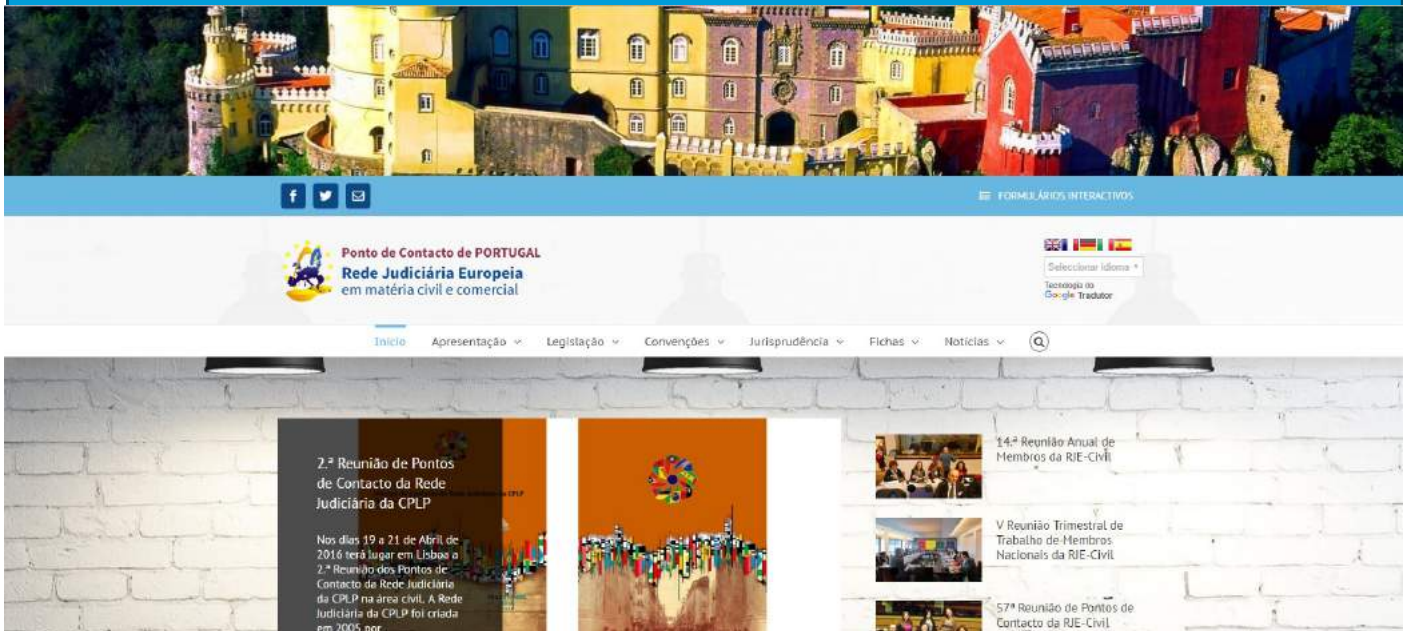 FORMULÁRIOS INTERACTIVOS
Ponto de Contacto de PORTUGAL
Rede Judiciária Europeia
em matéria civil e comercial
Seleccionar idioma
Tecnologia do
Google Tradutor
Início Apresentação Legislação Convenções Jurisprudência Fichas Notícias
2.ª Reunião de Pontos
de Contacto da Rede
Judiciária da CPLP
Nos dias 19 a 21 de Abril de
2016 terá lugar em Lisboa a
2.ª Reunião dos Pontos de
Contacto da Rede Judiciária
da CPLP na área civil. A Rede
Judiciária da CPLP foi criada
em 2005 por
14.ª Reunião Anual de
Membros da RJE-Civil
V Reunião Trimestral de
Trabalho de Membros
Nacionais da RJE-Civil
57ª Reunião de Pontos de
Contacto da RJE-Civil